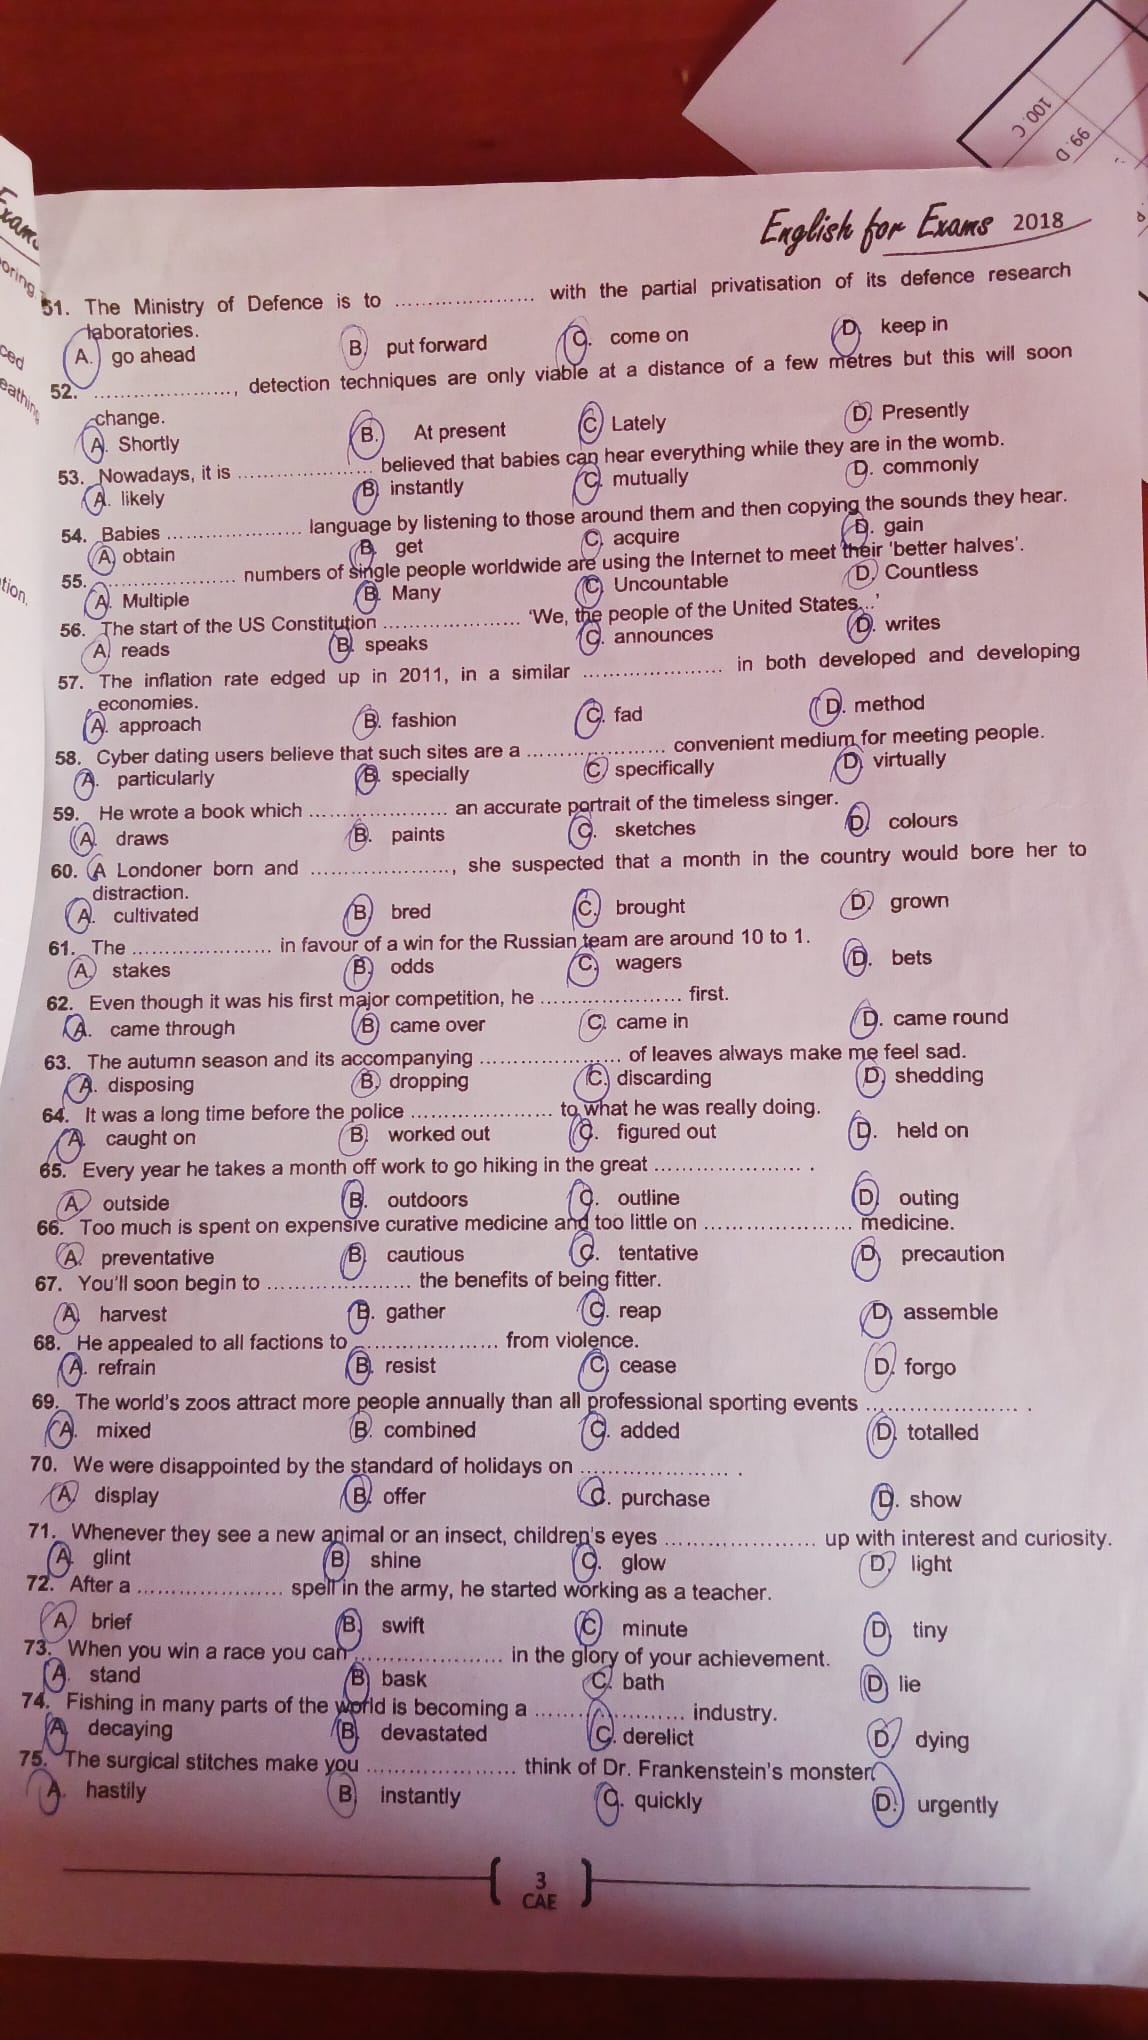 100. C
99. D
Exams
oring
ced
eathing
tion.
English for Exams 2018
51. The Ministry of Defence is to .................... with the partial privatisation of its defence research
laboratories.
A. go ahead B. put forward C. come on D. keep in
52. ...................., detection techniques are only viable at a distance of a few metres but this will soon
change.
A. Shortly B. At present C. Lately D. Presently
53. Nowadays, it is .................... believed that babies can hear everything while they are in the womb.
A. likely B. instantly C. mutually D. commonly
54. Babies .................... language by listening to those around them and then copying the sounds they hear.
A. obtain B. get C. acquire D. gain
55. .................... numbers of single people worldwide are using the Internet to meet their 'better halves'.
A. Multiple B. Many C. Uncountable D. Countless
56. The start of the US Constitution .................... 'We, the people of the United States...'
A. reads B. speaks C. announces D. writes
57. The inflation rate edged up in 2011, in a similar .................... in both developed and developing
economies.
A. approach B. fashion C. fad D. method
58. Cyber dating users believe that such sites are a .................... convenient medium for meeting people.
A. particularly B. specially C. specifically D. virtually
59. He wrote a book which .................... an accurate portrait of the timeless singer.
A. draws B. paints C. sketches D. colours
60. A Londoner born and ...................., she suspected that a month in the country would bore her to
distraction.
A. cultivated B. bred C. brought D. grown
61. The .................... in favour of a win for the Russian team are around 10 to 1.
A. stakes B. odds C. wagers D. bets
62. Even though it was his first major competition, he .................... first.
A. came through B. came over C. came in D. came round
63. The autumn season and its accompanying .................... of leaves always make me feel sad.
A. disposing B. dropping C. discarding D. shedding
64. It was a long time before the police .................... to what he was really doing.
A. caught on B. worked out C. figured out D. held on
65. Every year he takes a month off work to go hiking in the great .................... .
A. outside B. outdoors C. outline D. outing
66. Too much is spent on expensive curative medicine and too little on .................... medicine.
A. preventative B. cautious C. tentative D. precaution
67. You'll soon begin to .................... the benefits of being fitter.
A. harvest B. gather C. reap D. assemble
68. He appealed to all factions to .................... from violence.
A. refrain B. resist C. cease D. forgo
69. The world's zoos attract more people annually than all professional sporting events .................... .
A. mixed B. combined C. added D. totalled
70. We were disappointed by the standard of holidays on .................... .
A. display B. offer C. purchase D. show
71. Whenever they see a new animal or an insect, children's eyes .................... up with interest and curiosity.
A. glint B. shine C. glow D. light
72. After a .................... spell in the army, he started working as a teacher.
A. brief B. swift C. minute D. tiny
73. When you win a race you can .................... in the glory of your achievement.
A. stand B. bask C. bath D. lie
74. Fishing in many parts of the world is becoming a .................... industry.
A. decaying B. devastated C. derelict D. dying
75. The surgical stitches make you .................... think of Dr. Frankenstein's monster.
A. hastily B. instantly C. quickly D. urgently
3
CAE